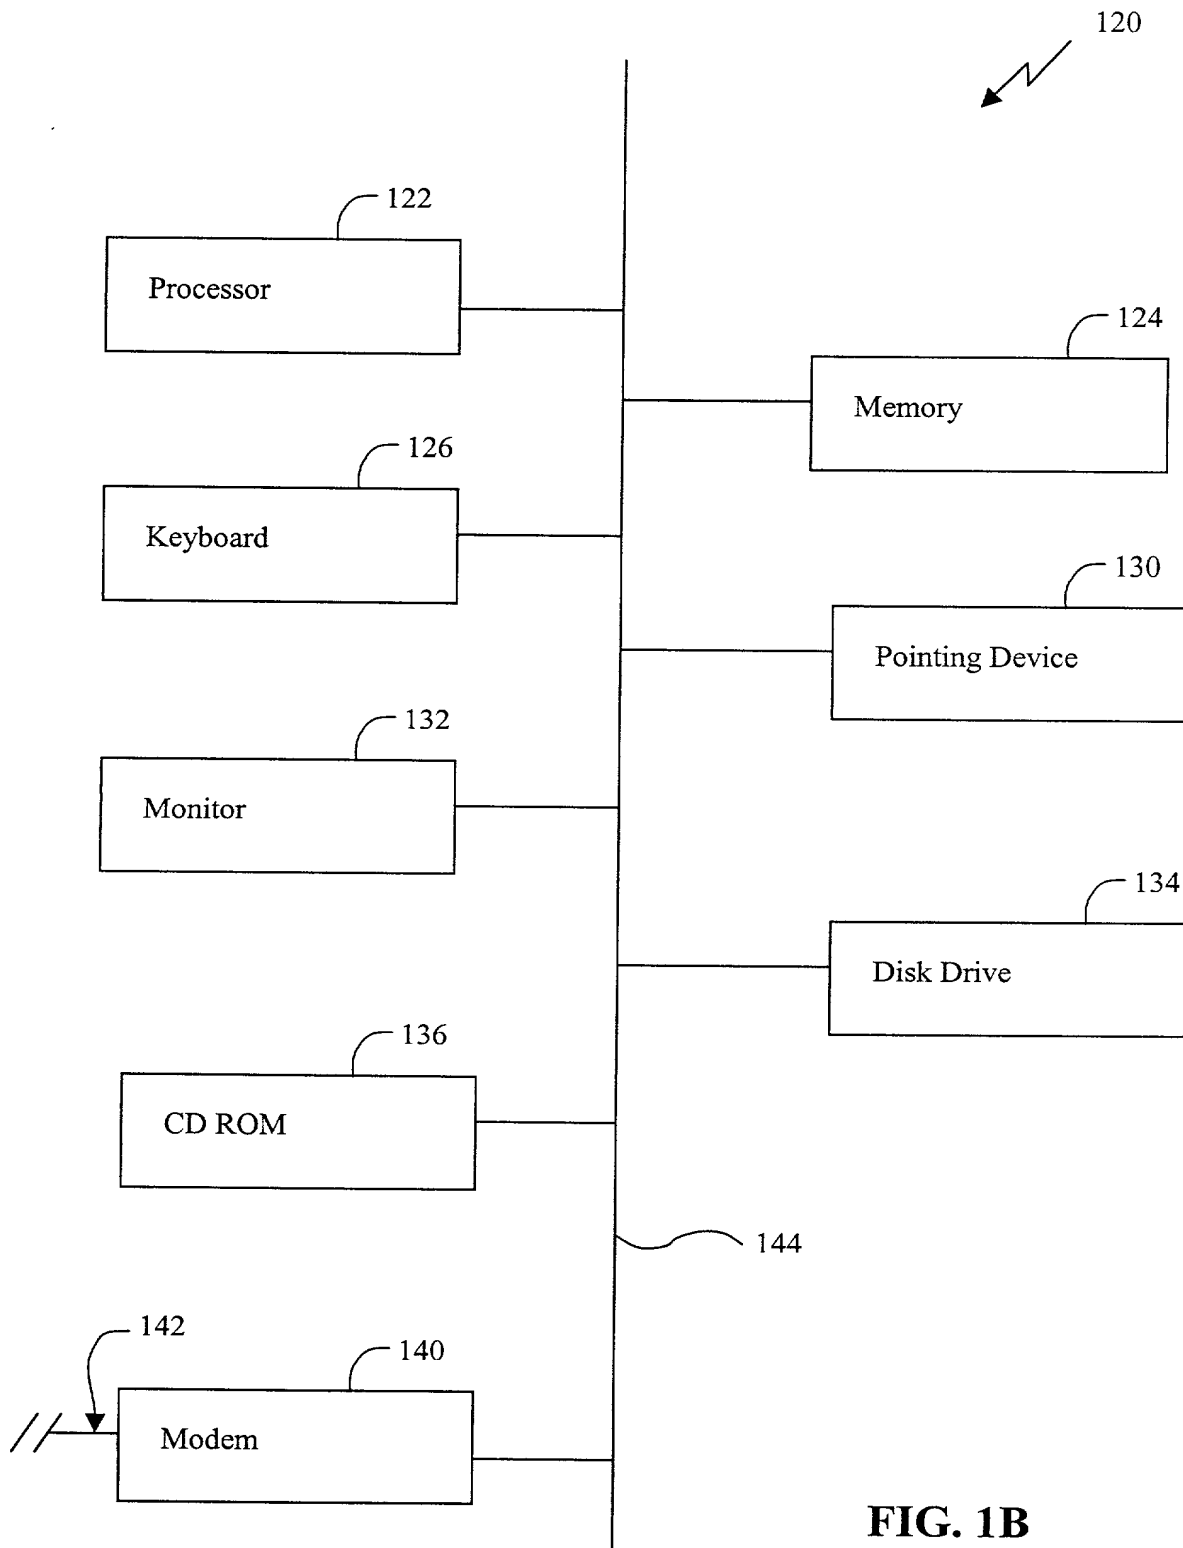 120
122
Processor
124
Memory
126
Keyboard
130
Pointing Device
132
Monitor
134
Disk Drive
136
CD ROM
144
142
140
Modem
FIG. 1B